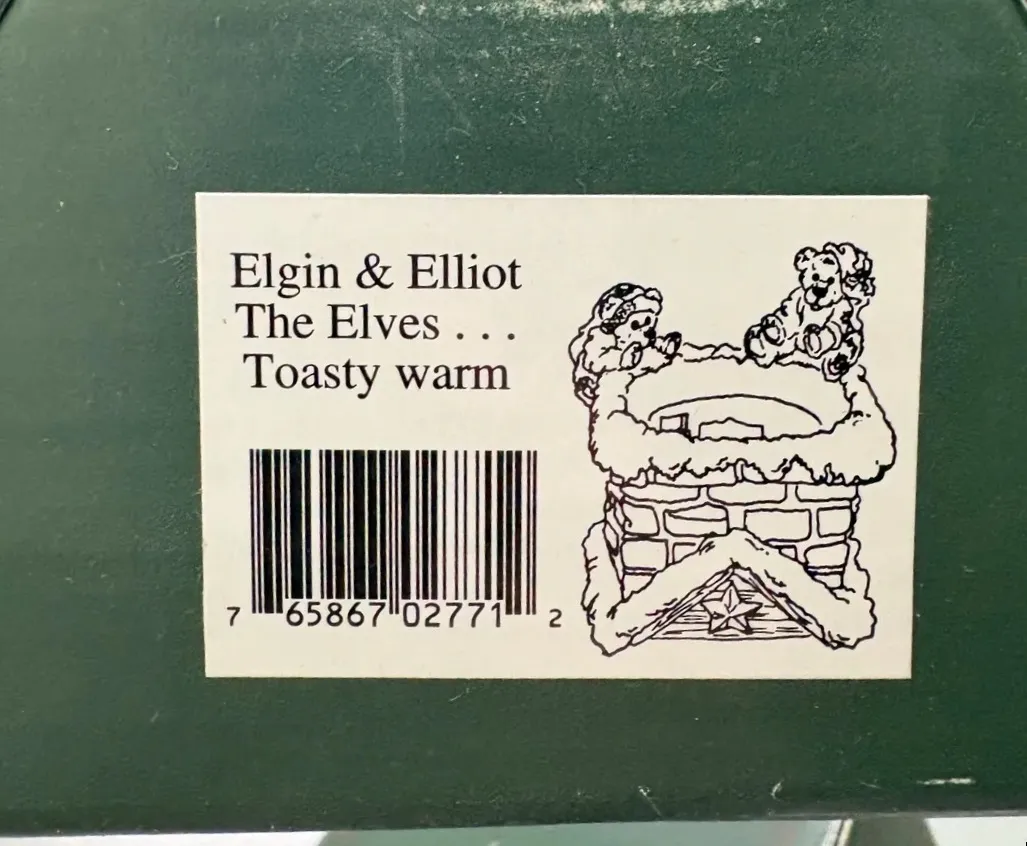 Elgin & Elliot
The Elves . . .
Toasty warm
7 65867 02771 2